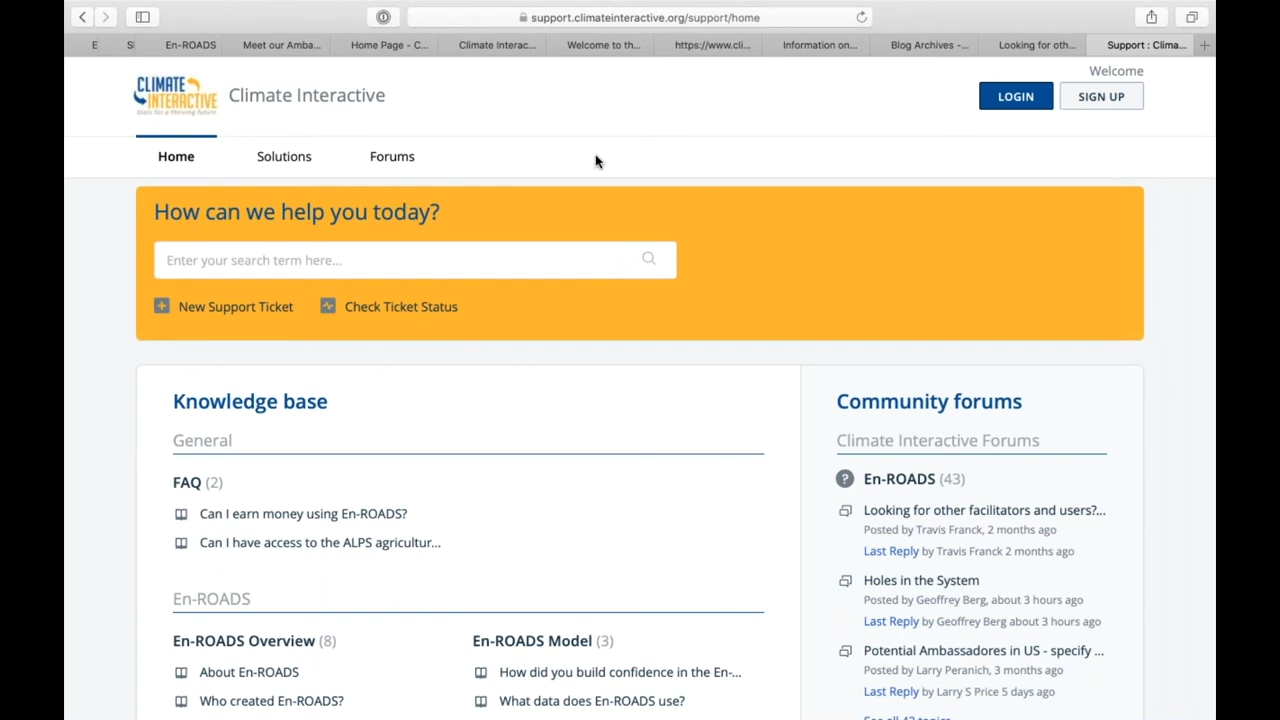 support.climateinteractive.org/support/home
E
S
En-ROADS
Meet our Amba...
Home Page - C...
Climate Interac...
Welcome to th...
https://www.cli...
Information on...
Blog Archives -...
Looking for oth...
Support : Clima...
Welcome
CLIMATE
INTERACTIVE
tools for a thriving future
Climate Interactive
LOGIN
SIGN UP
Home
Solutions
Forums
How can we help you today?
Enter your search term here...
New Support Ticket
Check Ticket Status
Knowledge base
General
FAQ (2)
Can I earn money using En-ROADS?
Can I have access to the ALPS agricultur...
En-ROADS
En-ROADS Overview (8)
About En-ROADS
Who created En-ROADS?
En-ROADS Model (3)
How did you build confidence in the En-...
What data does En-ROADS use?
Community forums
Climate Interactive Forums
En-ROADS (43)
Looking for other facilitators and users?...
Posted by Travis Franck, 2 months ago
Last Reply by Travis Franck 2 months ago
Holes in the System
Posted by Geoffrey Berg, about 3 hours ago
Last Reply by Geoffrey Berg about 3 hours ago
Potential Ambassadors in US - specify ...
Posted by Larry Peranich, 3 months ago
Last Reply by Larry S Price 5 days ago
See all 43 topics